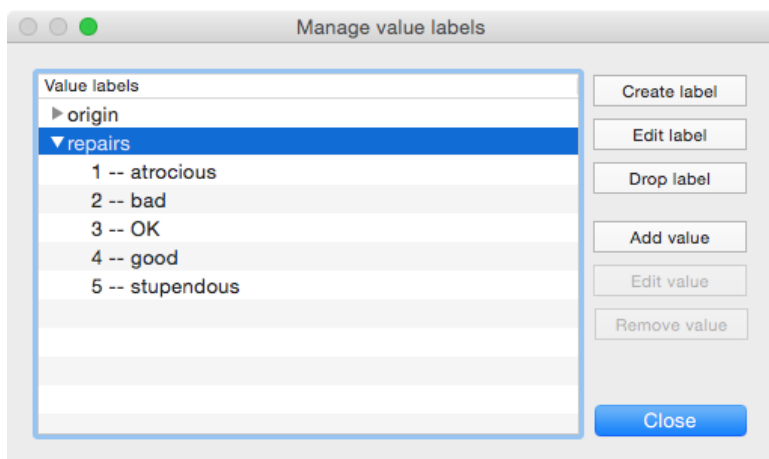 Manage value labels
Value labels
origin
repairs
1 -- atrocious
2 -- bad
3 -- OK
4 -- good
5 -- stupendous
Create label
Edit label
Drop label
Add value
Edit value
Remove value
Close